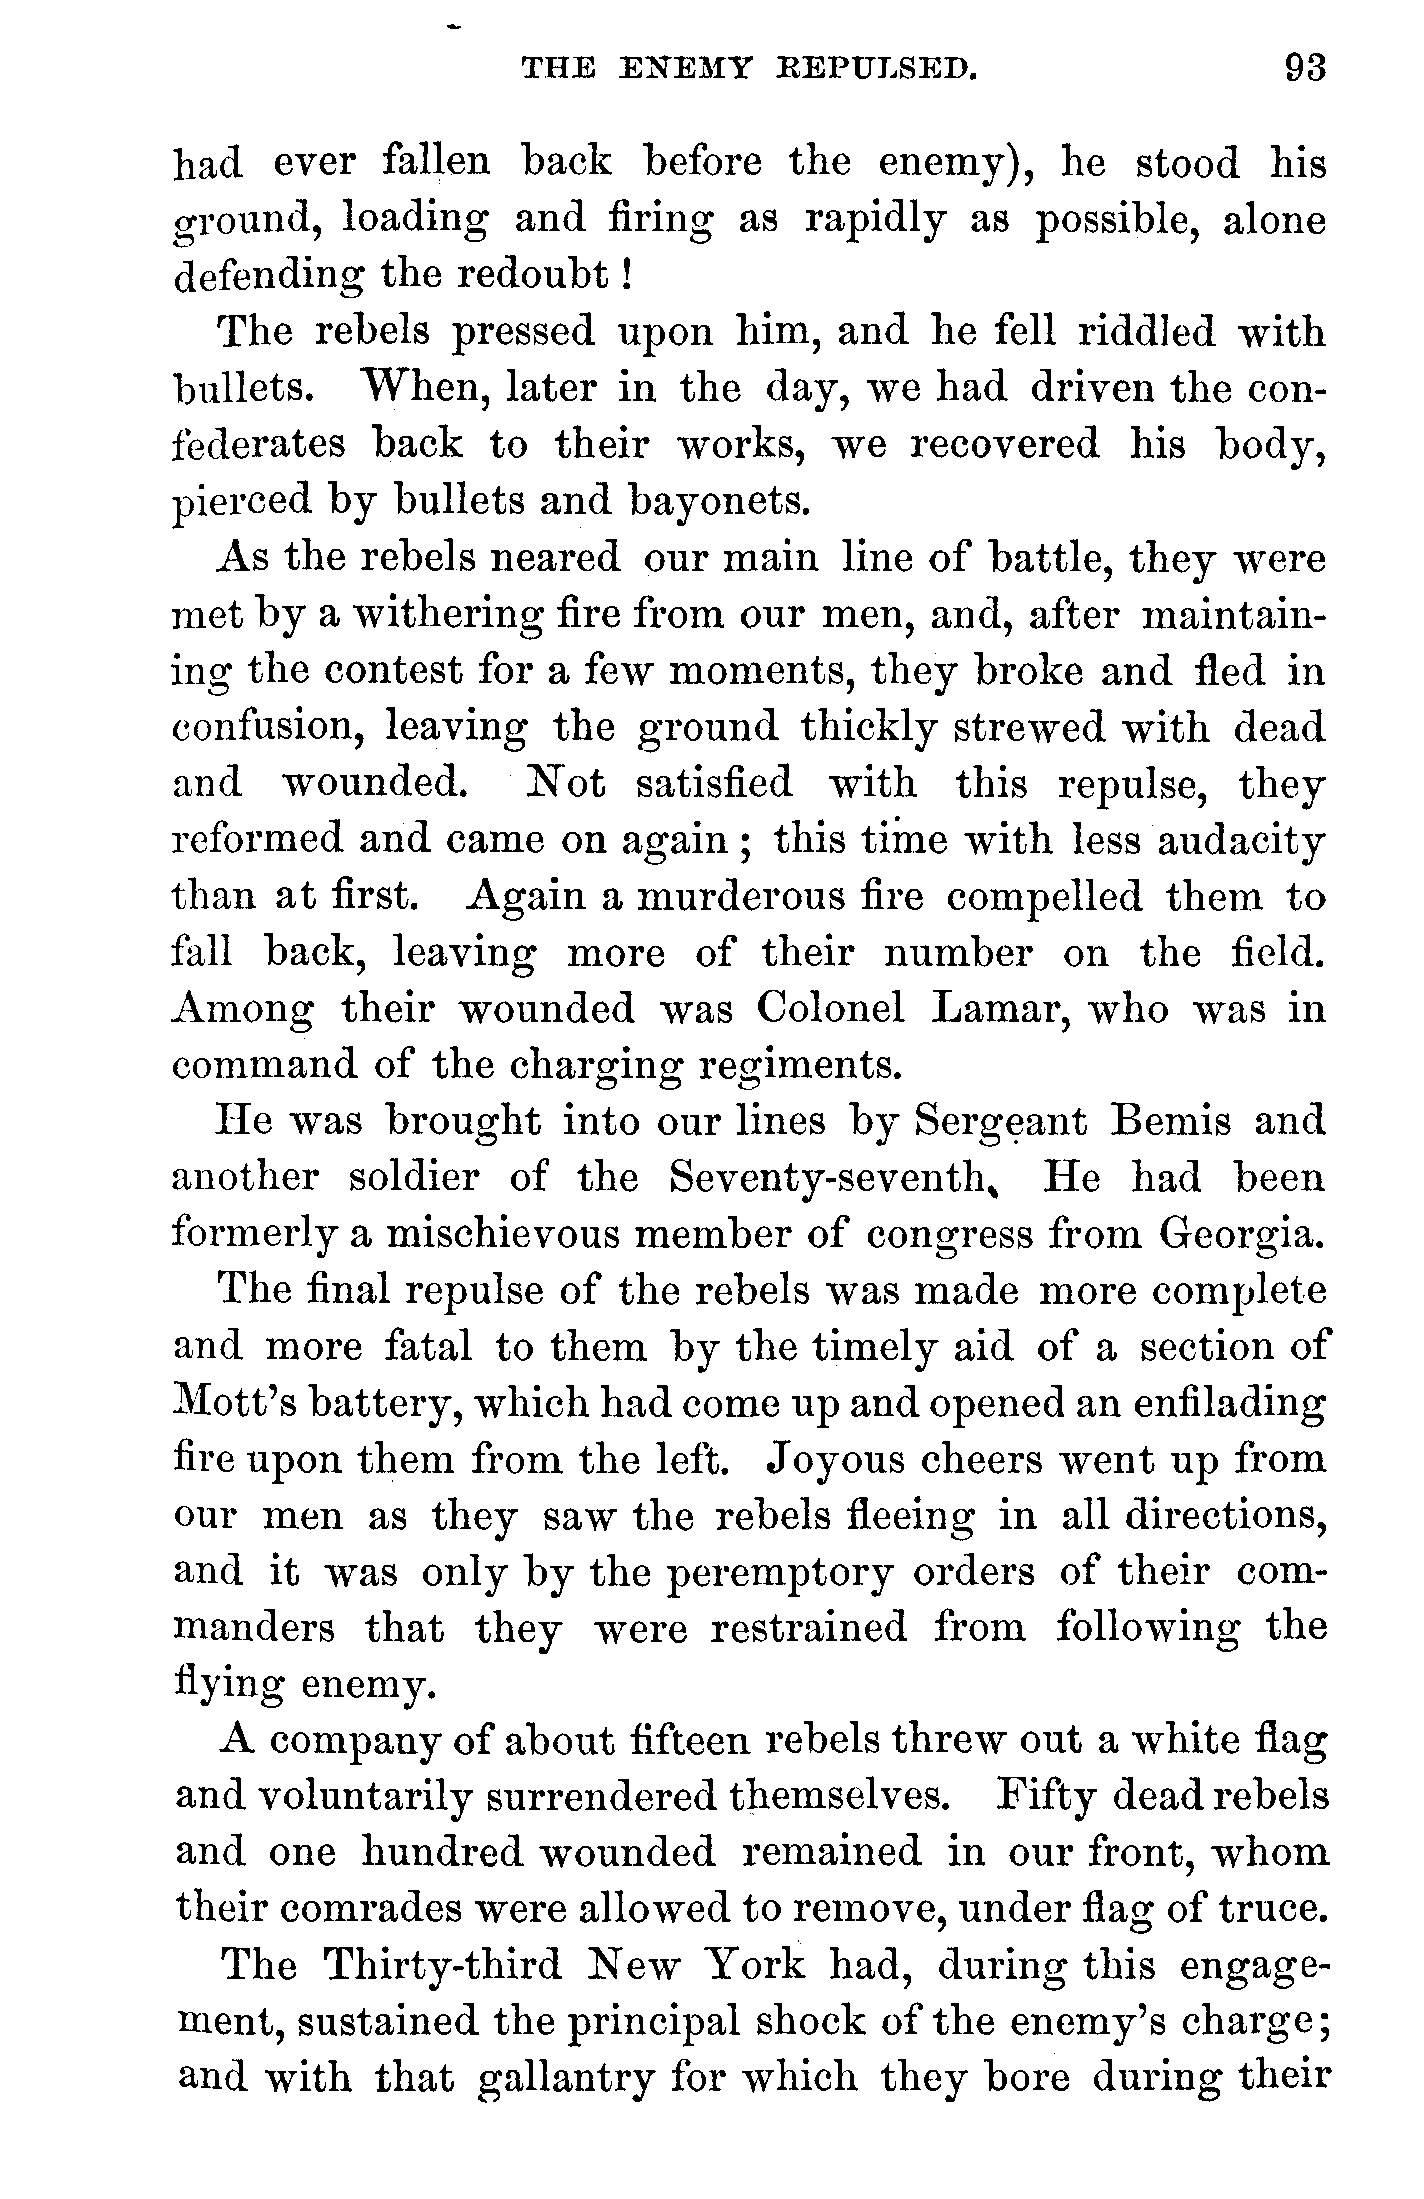 THE ENEMY REPULSED. 93
had ever fallen back before the enemy), he stood his
ground, loading and firing as rapidly as possible, alone
defending the redoubt !
The rebels pressed upon him, and he fell riddled with
bullets. When, later in the day, we had driven the con-
federates back to their works, we recovered his body,
pierced by bullets and bayonets.
As the rebels neared our main line of battle, they were
met by a withering fire from our men, and, after maintain-
ing the contest for a few moments, they broke and fled in
confusion, leaving the ground thickly strewed with dead
and wounded. Not satisfied with this repulse, they
reformed and came on again ; this time with less audacity
than at first. Again a murderous fire compelled them to
fall back, leaving more of their number on the field.
Among their wounded was Colonel Lamar, who was in
command of the charging regiments.
He was brought into our lines by Sergeant Bemis and
another soldier of the Seventy-seventh. He had been
formerly a mischievous member of congress from Georgia.
The final repulse of the rebels was made more complete
and more fatal to them by the timely aid of a section of
Mott's battery, which had come up and opened an enfilading
fire upon them from the left. Joyous cheers went up from
our men as they saw the rebels fleeing in all directions,
and it was only by the peremptory orders of their com-
manders that they were restrained from following the
flying enemy.
A company of about fifteen rebels threw out a white flag
and voluntarily surrendered themselves. Fifty dead rebels
and one hundred wounded remained in our front, whom
their comrades were allowed to remove, under flag of truce.
The Thirty-third New York had, during this engage-
ment, sustained the principal shock of the enemy's charge;
and with that gallantry for which they bore during their